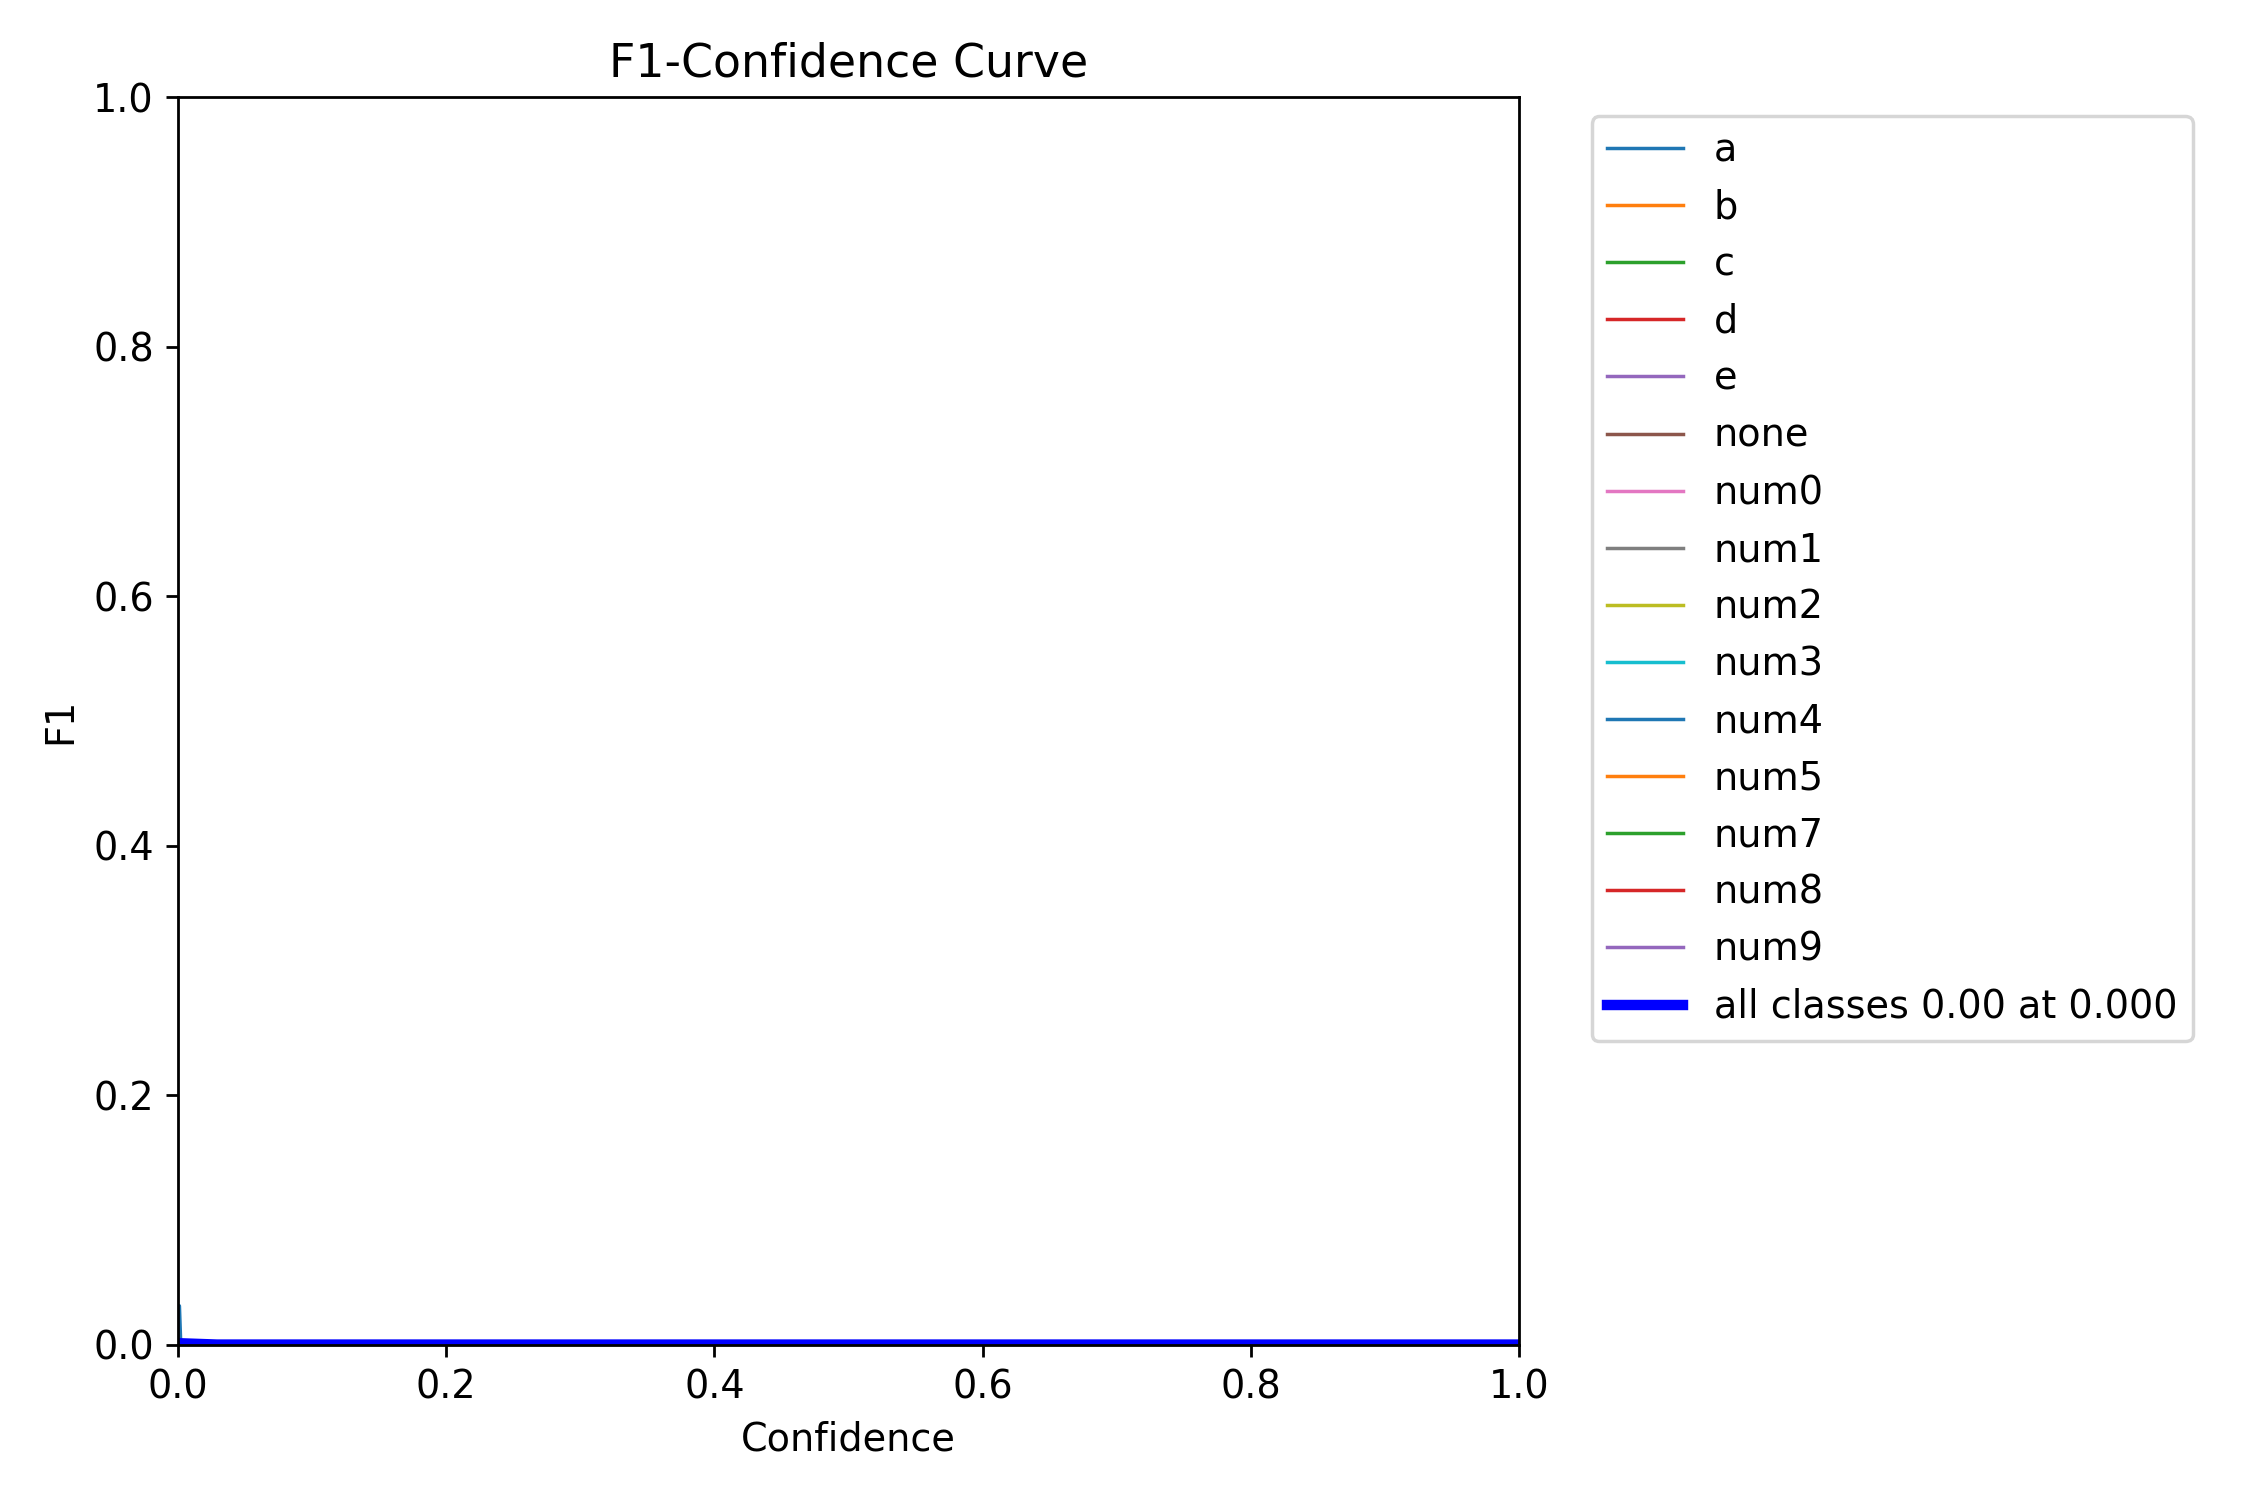 F1-Confidence Curve
1.0
0.8
0.6
0.4
0.2
0.0
F1
0.0 0.2 0.4 0.6 0.8 1.0
Confidence
a
b
c
d
e
none
num0
num1
num2
num3
num4
num5
num7
num8
num9
all classes 0.00 at 0.000